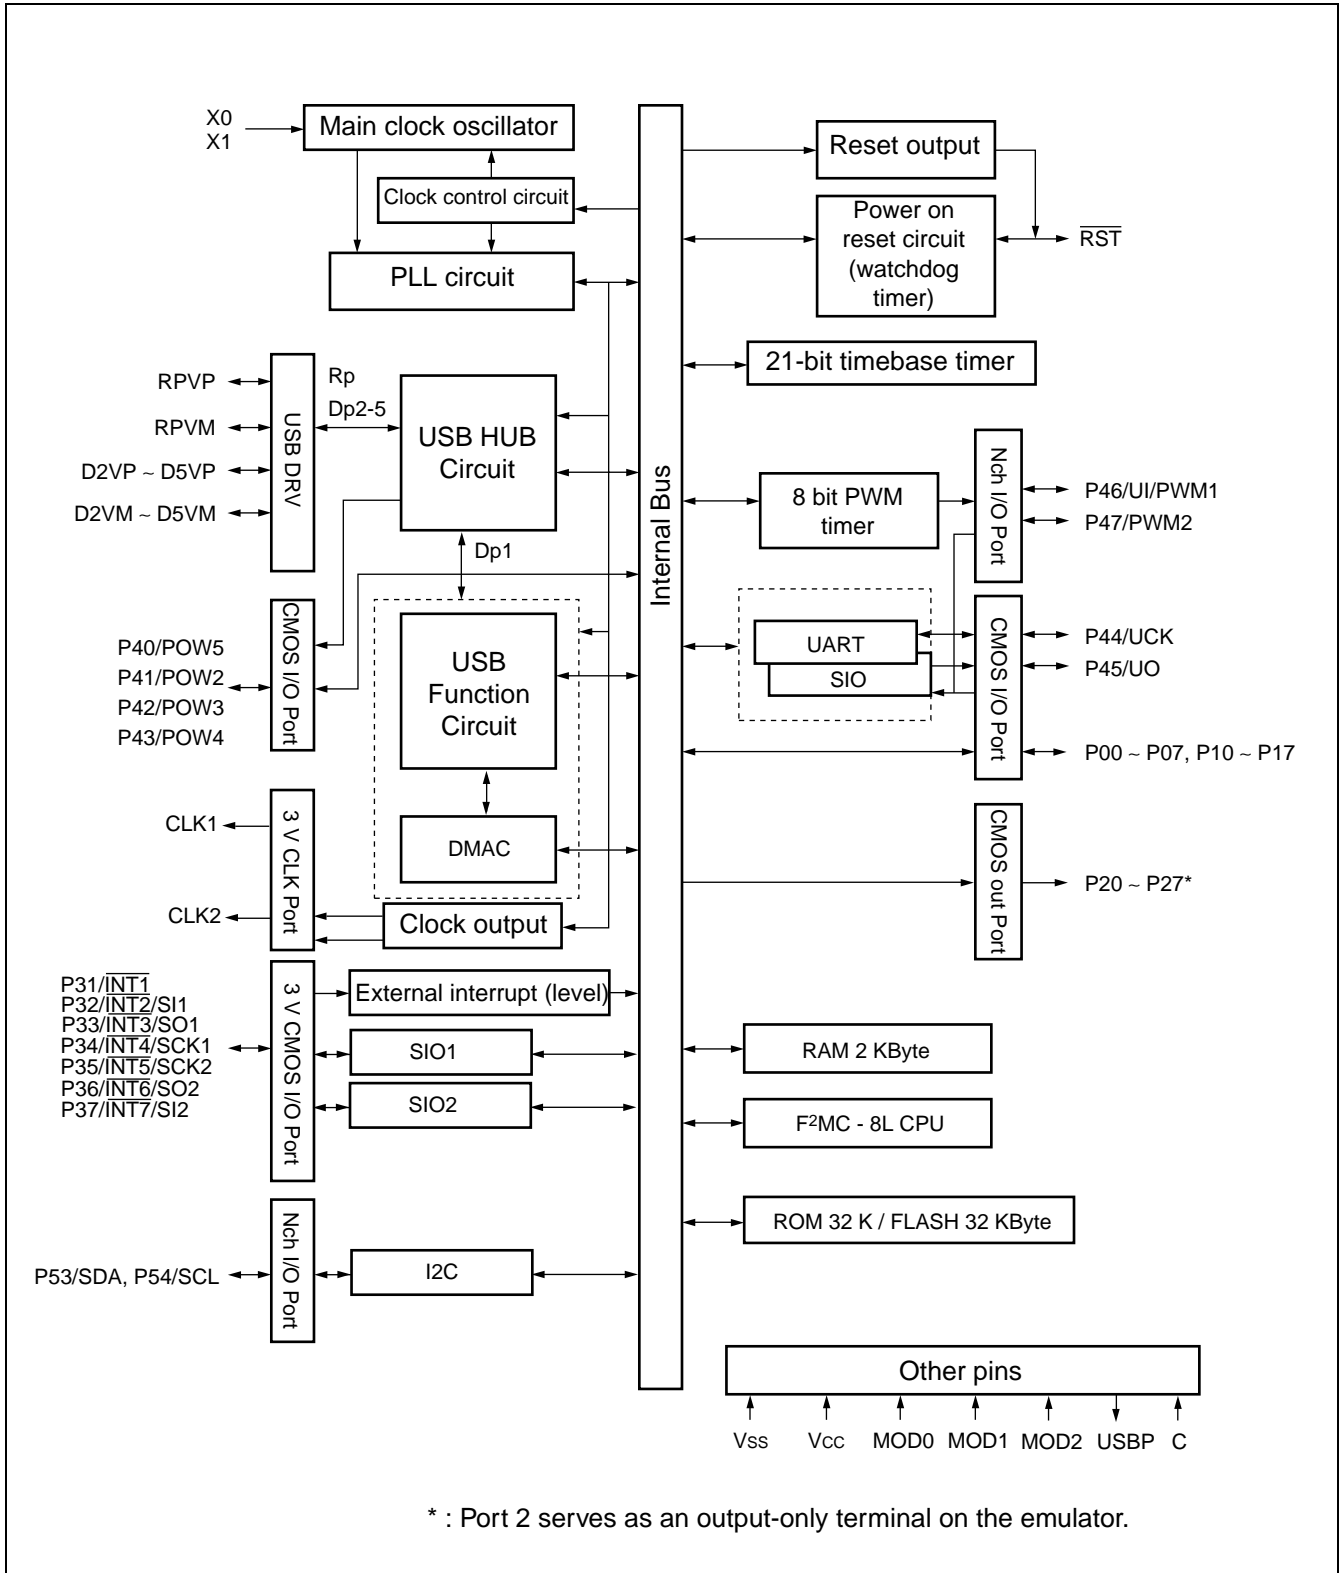 X0
X1
Main clock oscillator
Clock control circuit
PLL circuit
Reset output
Power on
reset circuit
(watchdog
timer)
RST
21-bit timebase timer
RPVP
RPVM
D2VP ~ D5VP
D2VM ~ D5VM
USB DRV
Rp
Dp2-5
USB HUB
Circuit
Dp1
Internal Bus
8 bit PWM
timer
Nch I/O Port
P46/UI/PWM1
P47/PWM2
P40/POW5
P41/POW2
P42/POW3
P43/POW4
CMOS I/O Port
USB
Function
Circuit
DMAC
UART
SIO
CMOS I/O Port
P44/UCK
P45/UO
P00 ~ P07, P10 ~ P17
CLK1
CLK2
3 V CLK Port
Clock output
CMOS out Port
P20 ~ P27*
P31/INT1
P32/INT2/SI1
P33/INT3/SO1
P34/INT4/SCK1
P35/INT5/SCK2
P36/INT6/SO2
P37/INT7/SI2
3 V CMOS I/O Port
External interrupt (level)
SIO1
SIO2
RAM 2 KByte
F2MC - 8L CPU
ROM 32 K / FLASH 32 KByte
P53/SDA, P54/SCL
Nch I/O Port
I2C
Other pins
VSS
VCC
MOD0
MOD1
MOD2
USBP
C
* : Port 2 serves as an output-only terminal on the emulator.